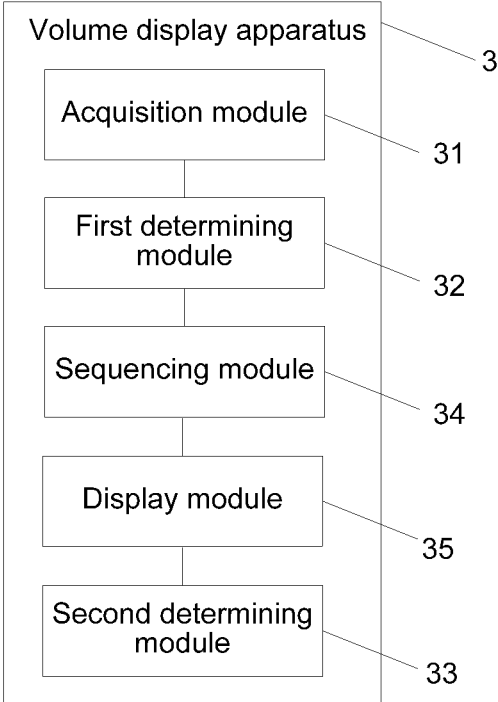 Volume display apparatus
3
Acquisition module
31
First determining
module
32
Sequencing module
34
Display module
35
Second determining
module
33